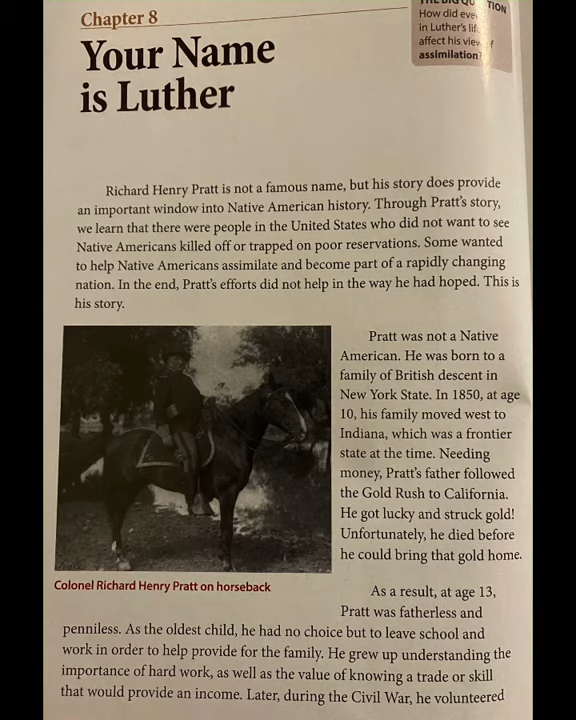 Chapter 8
Your Name
is Luther
THE BIG QU TION
How did eve
in Luther's lif
affect his view f
assimilation?
Richard Henry Pratt is not a famous name, but his story does provide
an important window into Native American history. Through Pratt's story,
we learn that there were people in the United States who did not want to see
Native Americans killed off or trapped on poor reservations. Some wanted
to help Native Americans assimilate and become part of a rapidly changing
nation. In the end, Pratt's efforts did not help in the way he had hoped. This is
his story.
Pratt was not a Native
American. He was born to a
family of British descent in
New York State. In 1850, at age
10, his family moved west to
Indiana, which was a frontier
state at the time. Needing
money, Pratt's father followed
the Gold Rush to California.
He got lucky and struck gold!
Unfortunately, he died before
he could bring that gold home.
Colonel Richard Henry Pratt on horseback
As a result, at age 13,
Pratt was fatherless and
penniless. As the oldest child, he had no choice but to leave school and
work in order to help provide for the family. He grew up understanding the
importance of hard work, as well as the value of knowing a trade or skill
that would provide an income. Later, during the Civil War, he volunteered